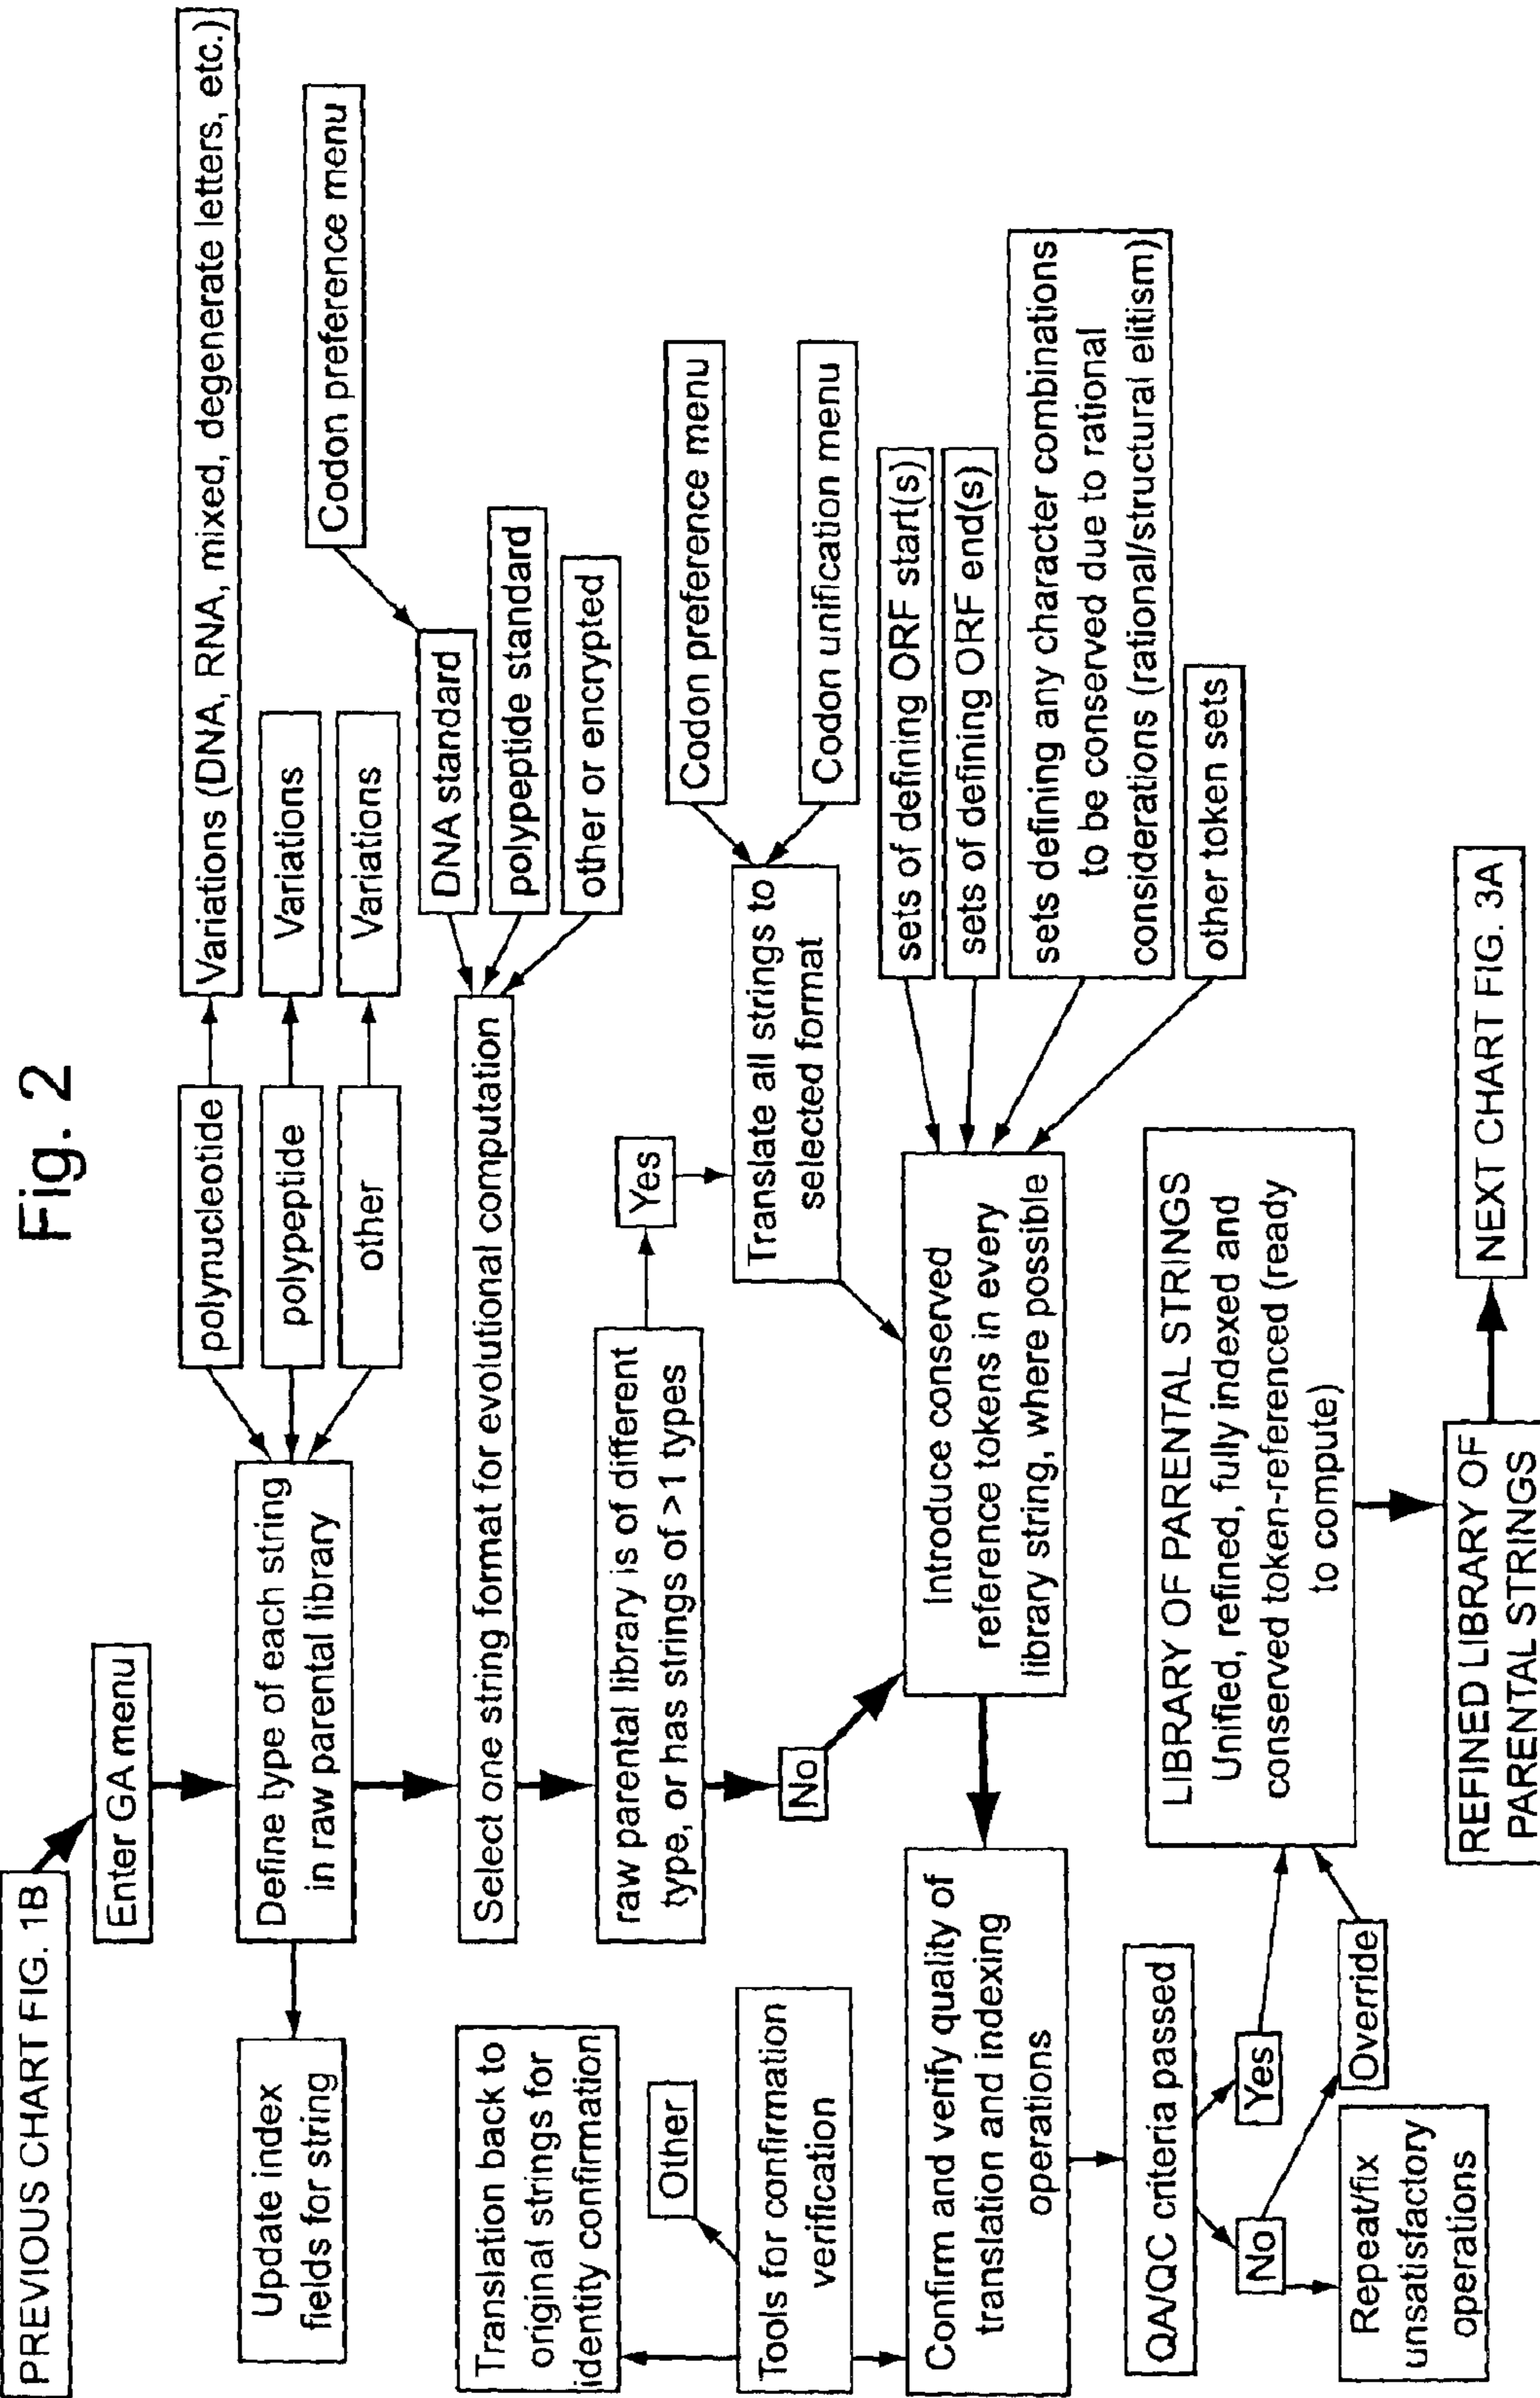 Fig. 2
PREVIOUS CHART FIG. 1B
Enter GA menu
Update index
fields for string
Define type of each string
in raw parental library
polynucleotide
polypeptide
other
Variations (DNA, RNA, mixed, degenerate letters, etc.)
Variations
Variations
Select one string format for evolutional computation
DNA standard
polypeptide standard
other or encrypted
Codon preference menu
Translation back to
original strings for
identity confirmation
Other
Tools for confirmation
verification
raw parental library is of different
type, or has strings of >1 types
Yes
No
Translate all strings to
selected format
Codon preference menu
Codon unification menu
Confirm and verify quality of
translation and indexing
operations
Introduce conserved
reference tokens in every
library string, where possible
sets of defining ORF start(s)
sets of defining ORF end(s)
sets defining any character combinations
to be conserved due to rational
considerations (rational/structural elitism)
other token sets
QA/QC criteria passed
Yes
No
Override
Repeat/fix
unsatisfactory
operations
LIBRARY OF PARENTAL STRINGS
Unified, refined, fully indexed and
conserved token-referenced (ready
to compute)
REFINED LIBRARY OF
PARENTAL STRINGS
NEXT CHART FIG. 3A